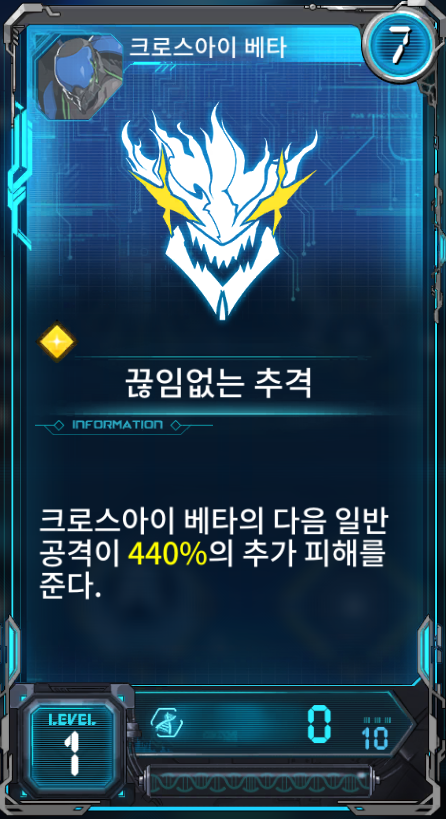 크로스아이 베타
7
끊임없는 추격
INFORMATION
크로스아이 베타의 다음 일반
공격이 440%의 추가 피해를
준다.
LEVEL
1
0
10